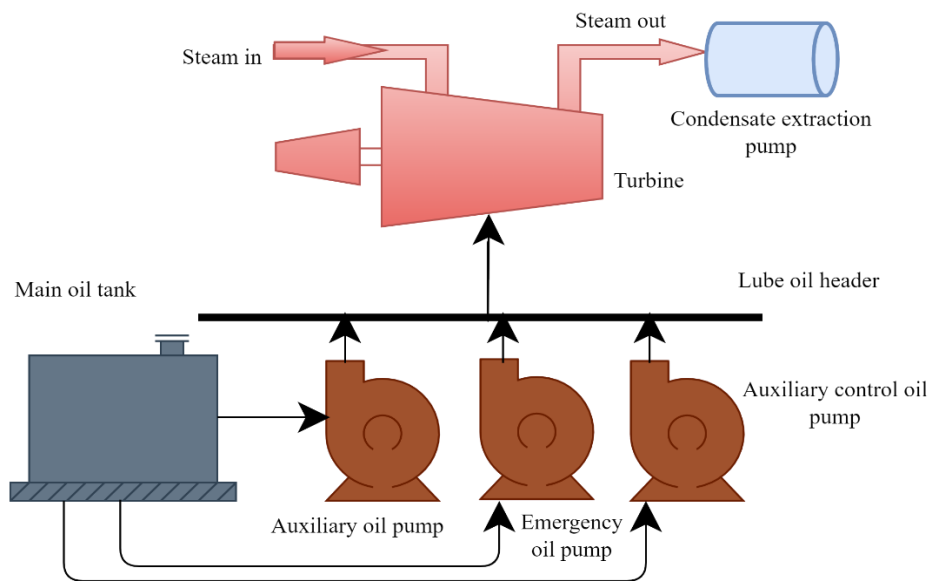 Steam out
Steam in
Condensate extraction
pump
Turbine
Main oil tank
Lube oil header
Auxiliary control oil
pump
Auxiliary oil pump
Emergency
oil pump